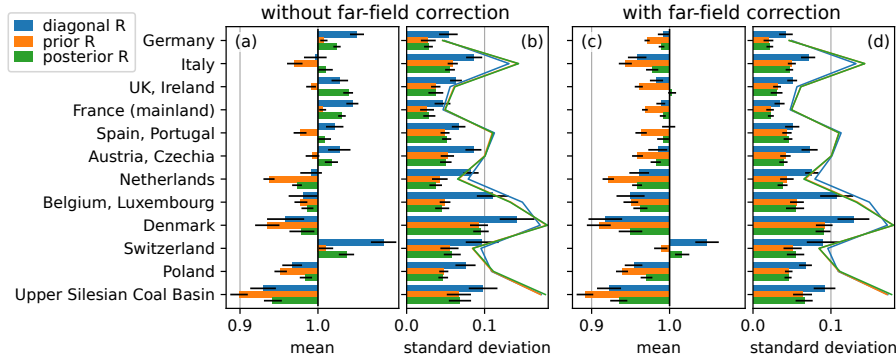 without far-field correction
with far-field correction
diagonal R
prior R
posterior R
(a)
(b)
(c)
(d)
Germany
Italy
UK, Ireland
France (mainland)
Spain, Portugal
Austria, Czechia
Netherlands
Belgium, Luxembourg
Denmark
Switzerland
Poland
Upper Silesian Coal Basin
0.9
1.0
0.0
0.1
0.9
1.0
0.0
0.1
mean
standard deviation
mean
standard deviation